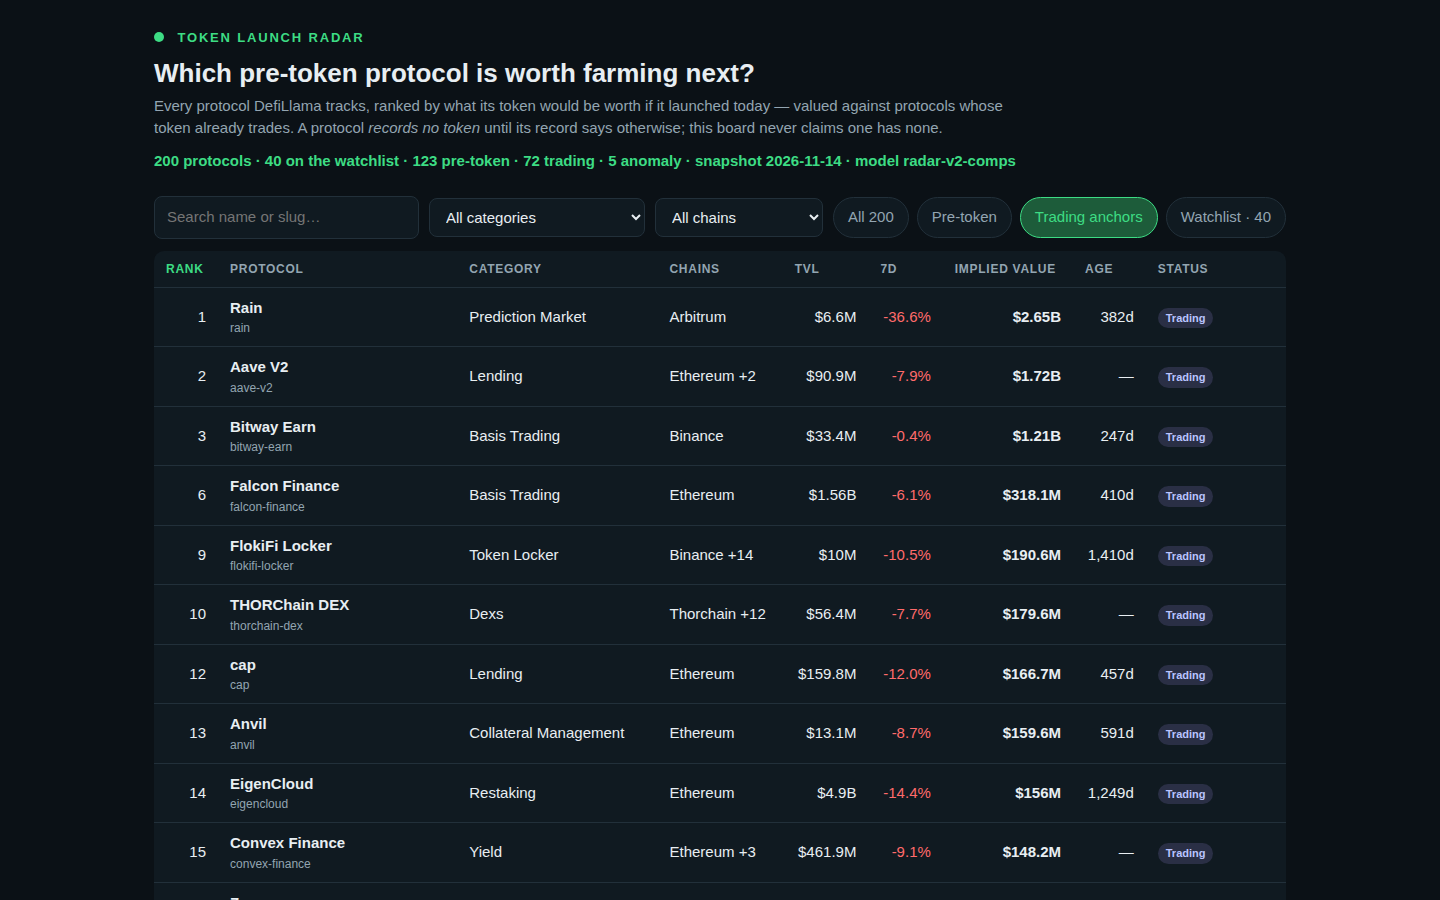 TOKEN LAUNCH RADAR
Which pre-token protocol is worth farming next?
Every protocol DefiLlama tracks, ranked by what its token would be worth if it launched today — valued against protocols whose
token already trades. A protocol records no token until its record says otherwise; this board never claims one has none.
200 protocols · 40 on the watchlist · 123 pre-token · 72 trading · 5 anomaly · snapshot 2026-11-14 · model radar-v2-comps
Search name or slug… All categories All chains All 200 Pre-token Trading anchors Watchlist · 40
RANK PROTOCOL CATEGORY CHAINS TVL 7D IMPLIED VALUE AGE STATUS
1 Rain Prediction Market Arbitrum $6.6M -36.6% $2.65B 382d Trading
rain
2 Aave V2 Lending Ethereum +2 $90.9M -7.9% $1.72B — Trading
aave-v2
3 Bitway Earn Basis Trading Binance $33.4M -0.4% $1.21B 247d Trading
bitway-earn
6 Falcon Finance Basis Trading Ethereum $1.56B -6.1% $318.1M 410d Trading
falcon-finance
9 FlokiFi Locker Token Locker Binance +14 $10M -10.5% $190.6M 1,410d Trading
flokifi-locker
10 THORChain DEX Dexs Thorchain +12 $56.4M -7.7% $179.6M — Trading
thorchain-dex
12 cap Lending Ethereum $159.8M -12.0% $166.7M 457d Trading
cap
13 Anvil Collateral Management Ethereum $13.1M -8.7% $159.6M 591d Trading
anvil
14 EigenCloud Restaking Ethereum $4.9B -14.4% $156M 1,249d Trading
eigencloud
15 Convex Finance Yield Ethereum +3 $461.9M -9.1% $148.2M — Trading
convex-finance